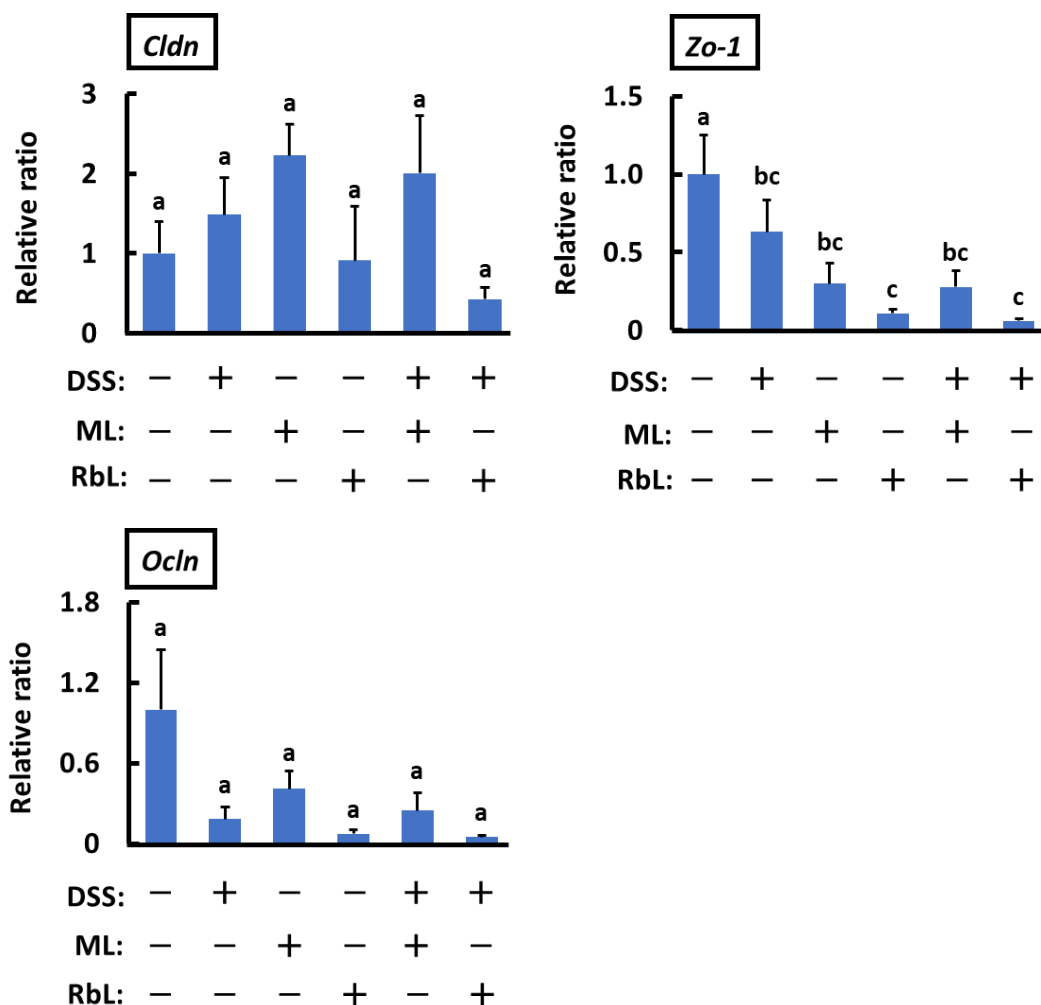 Cldn
3
2
1
0
Relative ratio
a a a a a a
DSS: − + − − + +
ML: − − + − + −
RbL: − − − + − +
Zo-1
1.5
1.0
0.5
0
Relative ratio
a bc bc c bc c
DSS: − + − − + +
ML: − − + − + −
RbL: − − − + − +
Ocln
1.8
1.2
0.6
0
Relative ratio
a a a a a a
DSS: − + − − + +
ML: − − + − + −
RbL: − − − + − +